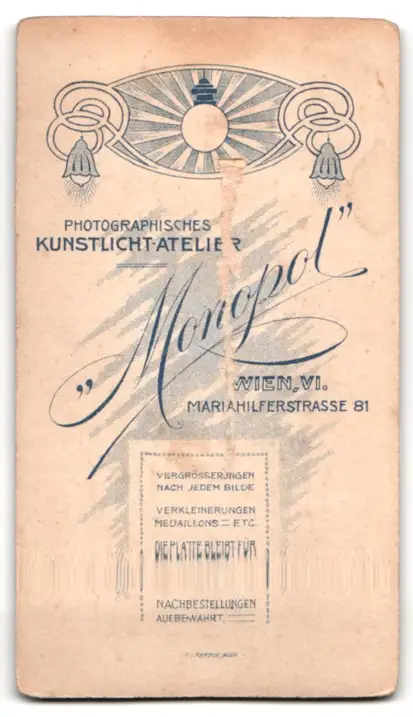 PHOTOGRAPHISCHES
KUNSTLICHT-ATELIER
„Monopol”
WIEN, VI.
MARIAHILFERSTRASSE 81
VERGRÖSSERUNGEN
NACH JEDEM BILDE
VERKLEINERUNGEN
MEDAILLONS = ETC.
DIE PLATTE BLEIBT FÜR
NACHBESTELLUNGEN
AUFBEWAHRT